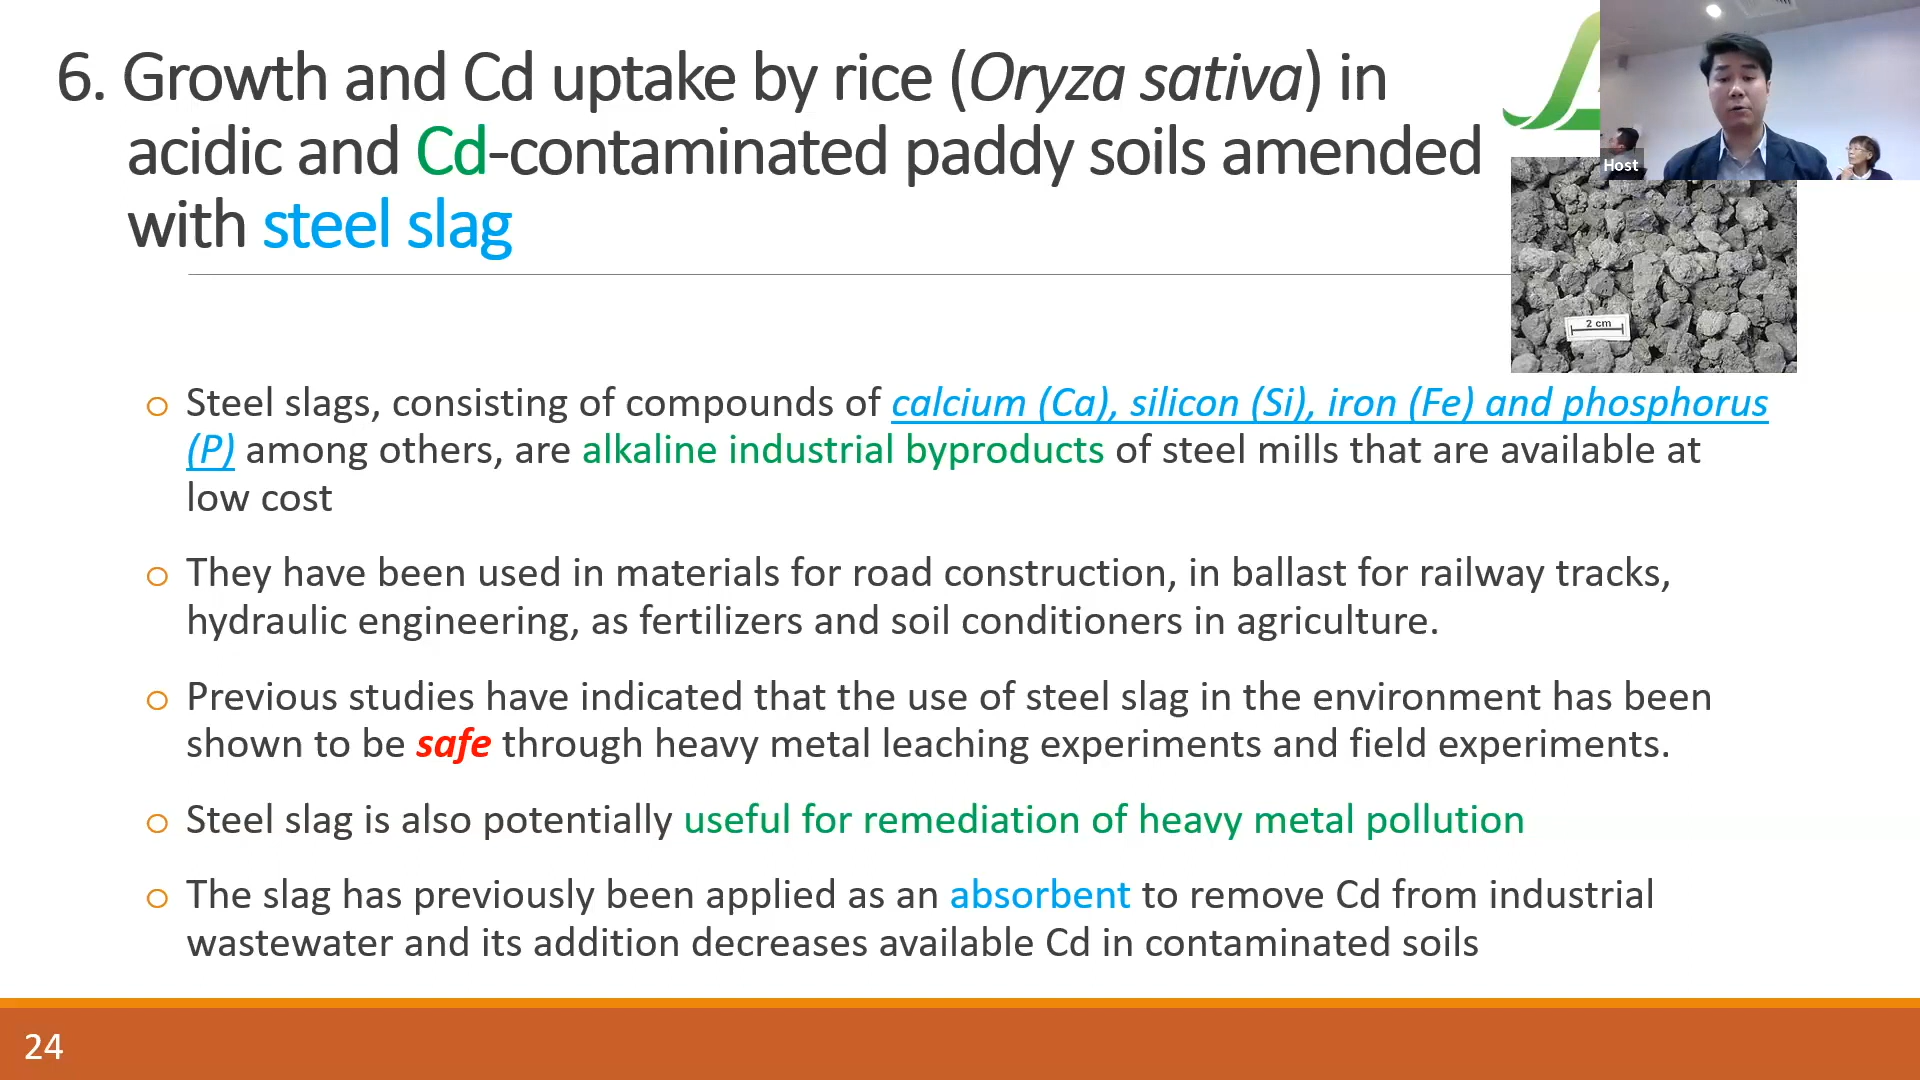 6. Growth and Cd uptake by rice (Oryza sativa) in
acidic and Cd-contaminated paddy soils amended
with steel slag
Host
2 cm
o Steel slags, consisting of compounds of calcium (Ca), silicon (Si), iron (Fe) and phosphorus
(P) among others, are alkaline industrial byproducts of steel mills that are available at
low cost
o They have been used in materials for road construction, in ballast for railway tracks,
hydraulic engineering, as fertilizers and soil conditioners in agriculture.
o Previous studies have indicated that the use of steel slag in the environment has been
shown to be safe through heavy metal leaching experiments and field experiments.
o Steel slag is also potentially useful for remediation of heavy metal pollution
o The slag has previously been applied as an absorbent to remove Cd from industrial
wastewater and its addition decreases available Cd in contaminated soils
24